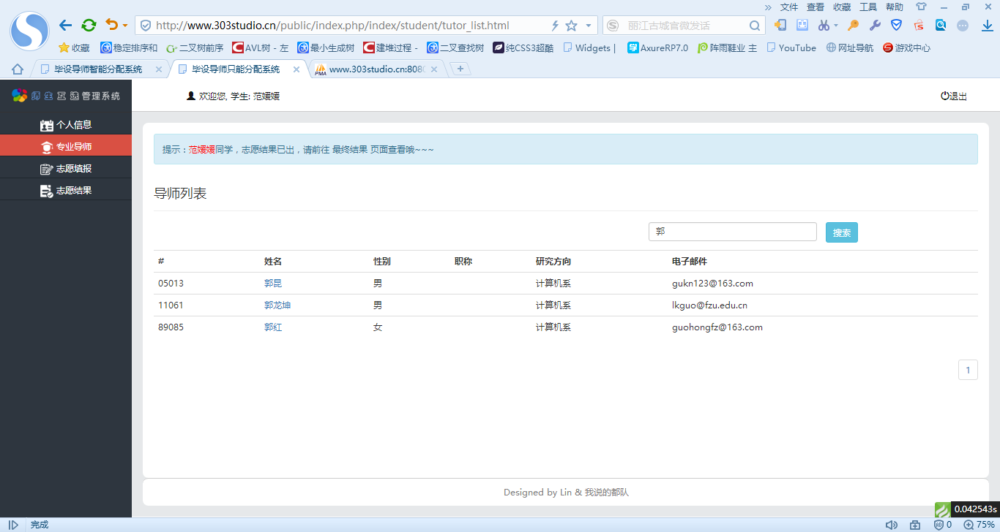 » 文件 查看 收藏 工具 帮助
http://www.303studio.cn/public/index.php/index/student/tutor_list.html
丽江古城官微发话
收藏 稳定排序和 二叉树前序 AVL树 - 左 最小生成树 建堆过程 - 二叉查找树 纯CSS3超酷 Widgets | AxureRP7.0 阵雨鞋业 主 YouTube 网址导航 游戏中心
毕设导师智能分配系统 毕设导师只能分配系统 www.303studio.cn:808
师生互选管理系统 欢迎您, 学生: 范媛媛 退出
个人信息
专业导师
志愿填报
志愿结果
提示：范媛媛同学，志愿结果已出，请前往 最终结果 页面查看哦~~~
导师列表
郭 搜索
# 姓名 性别 职称 研究方向 电子邮件
05013 郭昆 男 计算机系 gukn123@163.com
11061 郭龙坤 男 计算机系 lkguo@fzu.edu.cn
89085 郭红 女 计算机系 guohongfz@163.com
1
Designed by Lin & 我说的都队
0.042543s
完成 0 75%